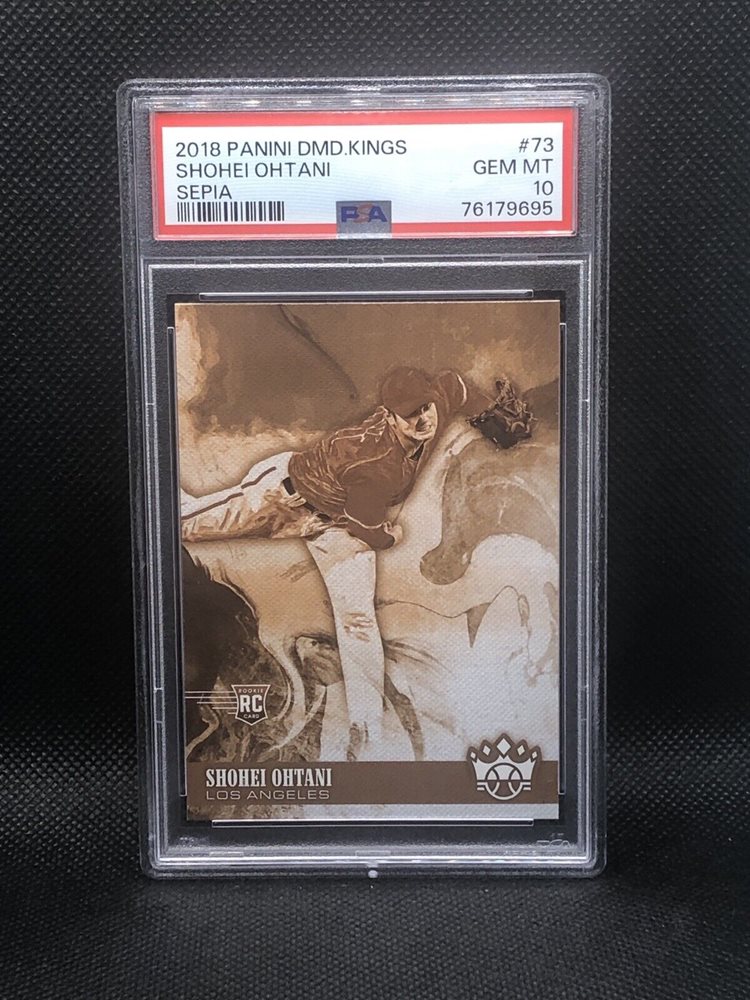 2018 PANINI DMD.KINGS #73
SHOHEI OHTANI GEM MT
SEPIA 10
PSA 76179695
ROOKIE
RC
CARD
SHOHEI OHTANI
LOS ANGELES